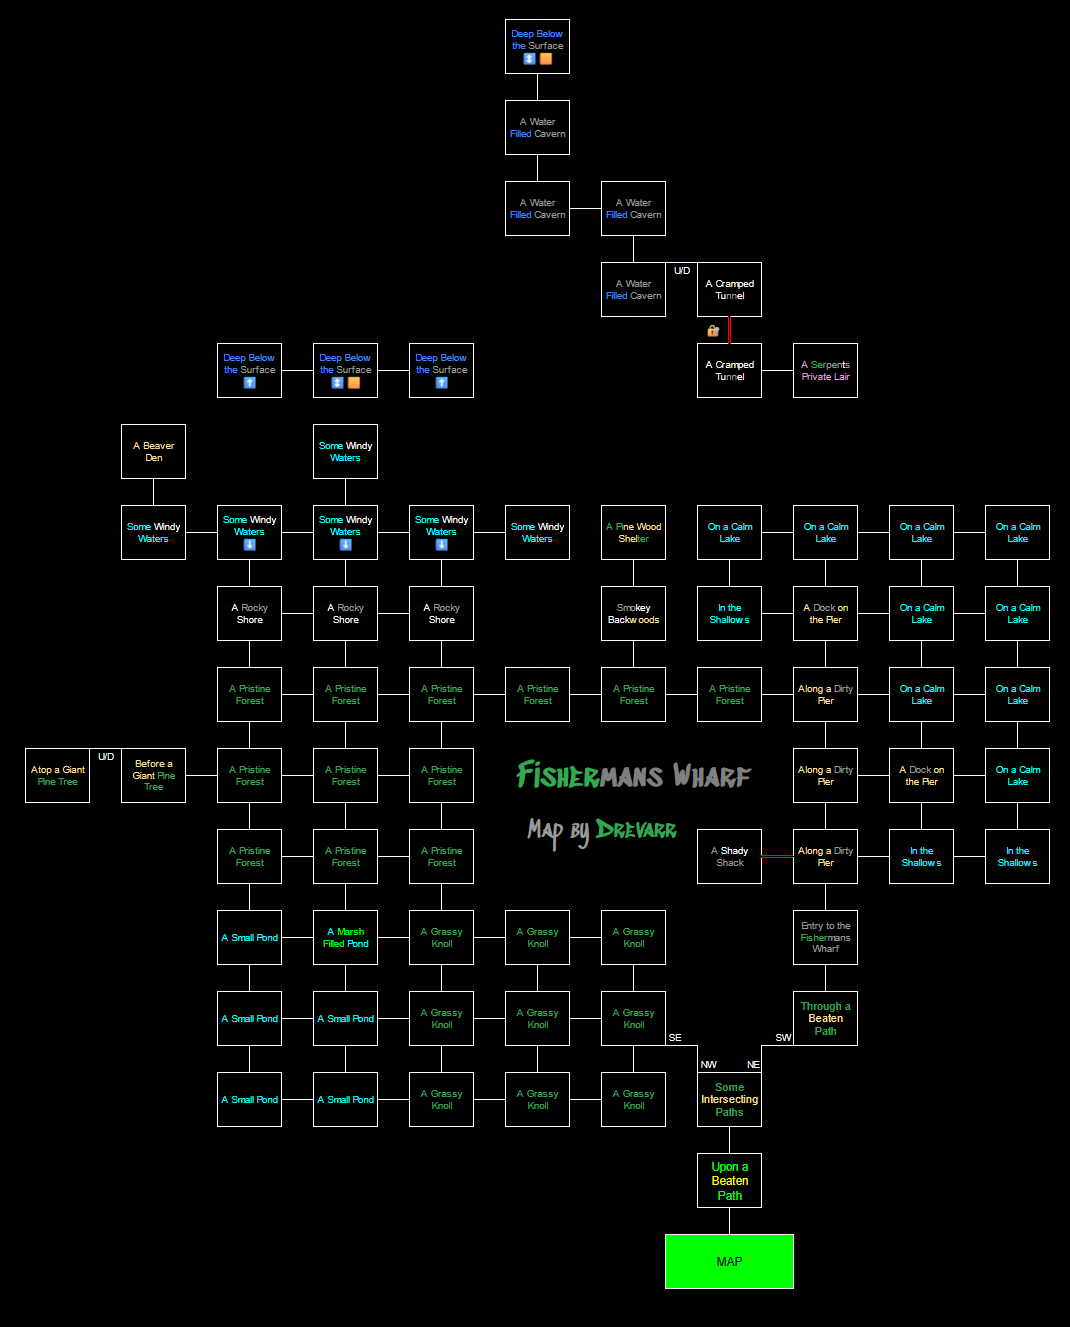 Deep Below
the Surface
A Water
Filled Cavern
A Water
Filled Cavern
A Water
Filled Cavern
A Water
Filled Cavern
U/D
A Cramped
Tunnel
Deep Below
the Surface
Deep Below
the Surface
Deep Below
the Surface
A Cramped
Tunnel
A Serpents
Private Lair
A Beaver
Den
Some Windy
Waters
Some Windy
Waters
Some Windy
Waters
Some Windy
Waters
Some Windy
Waters
Some Windy
Waters
A Pine Wood
Shelter
On a Calm
Lake
On a Calm
Lake
On a Calm
Lake
On a Calm
Lake
A Rocky
Shore
A Rocky
Shore
A Rocky
Shore
Smokey
Backwoods
In the
Shallows
A Dock on
the Pier
On a Calm
Lake
On a Calm
Lake
A Pristine
Forest
A Pristine
Forest
A Pristine
Forest
A Pristine
Forest
A Pristine
Forest
A Pristine
Forest
Along a Dirty
Pier
On a Calm
Lake
On a Calm
Lake
Atop a Giant
Pine Tree
U/D
Before a
Giant Pine
Tree
A Pristine
Forest
A Pristine
Forest
A Pristine
Forest
Fishermans Wharf
Along a Dirty
Pier
A Dock on
the Pier
On a Calm
Lake
Map by Drevarr
A Pristine
Forest
A Pristine
Forest
A Pristine
Forest
A Shady
Shack
Along a Dirty
Pier
In the
Shallows
In the
Shallows
A Small Pond
A Marsh
Filled Pond
A Grassy
Knoll
A Grassy
Knoll
A Grassy
Knoll
Entry to the
Fishermans
Wharf
A Small Pond
A Small Pond
A Grassy
Knoll
A Grassy
Knoll
A Grassy
Knoll
Through a
Beaten
Path
SE
SW
NW
NE
A Small Pond
A Small Pond
A Grassy
Knoll
A Grassy
Knoll
A Grassy
Knoll
Some
Intersecting
Paths
Upon a
Beaten
Path
MAP